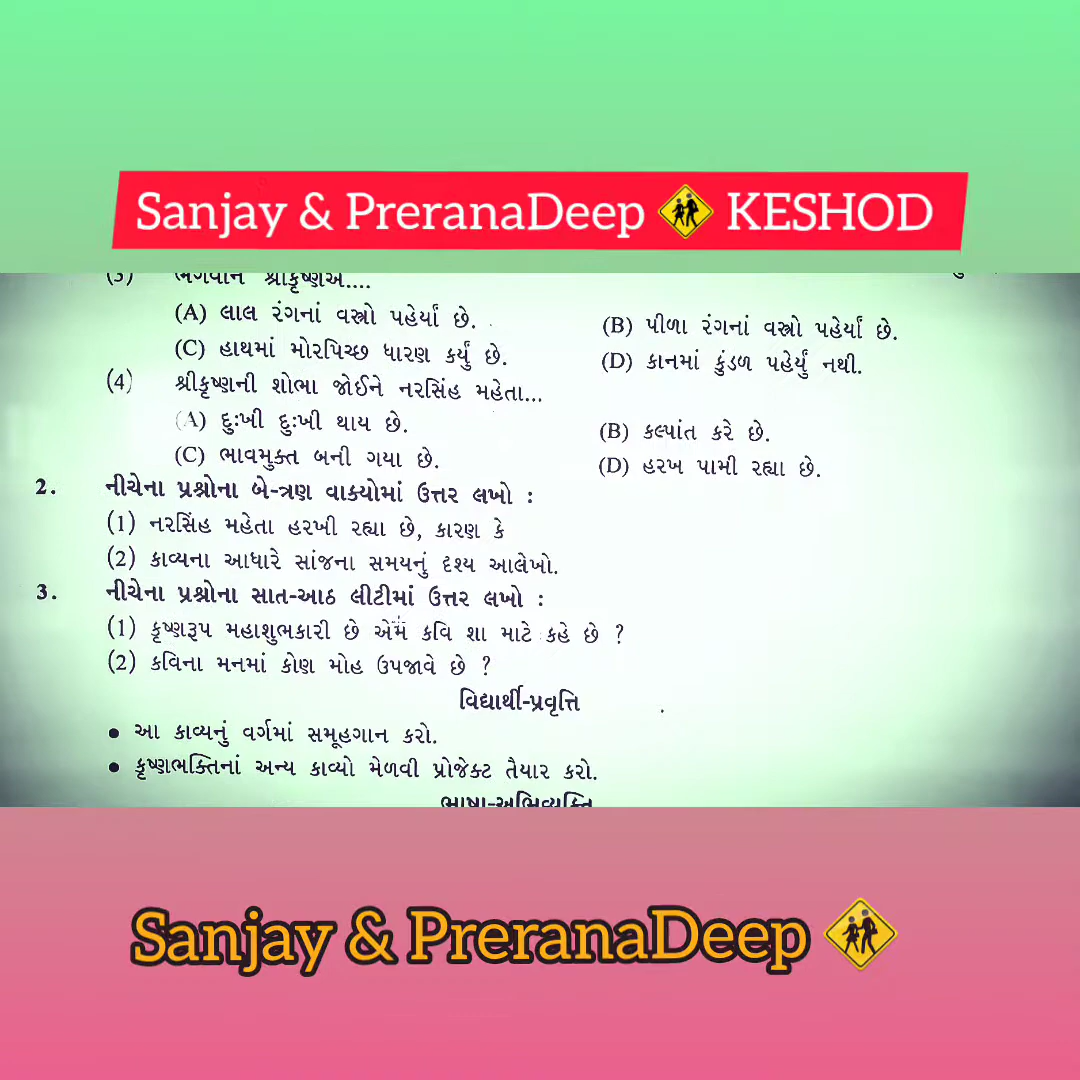 Sanjay & PreranaDeep 🚸 KESHOD
(3) ભગવાન શ્રીકૃષ્ણએ....
(A) લાલ રંગનાં વસ્ત્રો પહેર્યાં છે. (B) પીળા રંગનાં વસ્ત્રો પહેર્યાં છે.
(C) હાથમાં મોરપિચ્છ ધારણ કર્યું છે. (D) કાનમાં કુંડળ પહેર્યું નથી.
(4) શ્રીકૃષ્ણની શોભા જોઈને નરસિંહ મહેતા...
(A) દુઃખી દુઃખી થાય છે. (B) કલ્પાંત કરે છે.
(C) ભાવમુક્ત બની ગયા છે. (D) હરખ પામી રહ્યા છે.
2. નીચેના પ્રશ્નોના બે-ત્રણ વાક્યોમાં ઉત્તર લખો :
(1) નરસિંહ મહેતા હરખી રહ્યા છે, કારણ કે
(2) કાવ્યના આધારે સાંજના સમયનું દૃશ્ય આલેખો.
3. નીચેના પ્રશ્નોના સાત-આઠ લીટીમાં ઉત્તર લખો :
(1) કૃષ્ણરૂપ મહાશુભકારી છે એમ કવિ શા માટે કહે છે ?
(2) કવિના મનમાં કોણ મોહ ઉપજાવે છે ?
વિદ્યાર્થી-પ્રવૃત્તિ
● આ કાવ્યનું વર્ગમાં સમૂહગાન કરો.
● કૃષ્ણભક્તિનાં અન્ય કાવ્યો મેળવી પ્રોજેક્ટ તૈયાર કરો.
ભાષા-અભિવ્યક્તિ
Sanjay & PreranaDeep 🚸